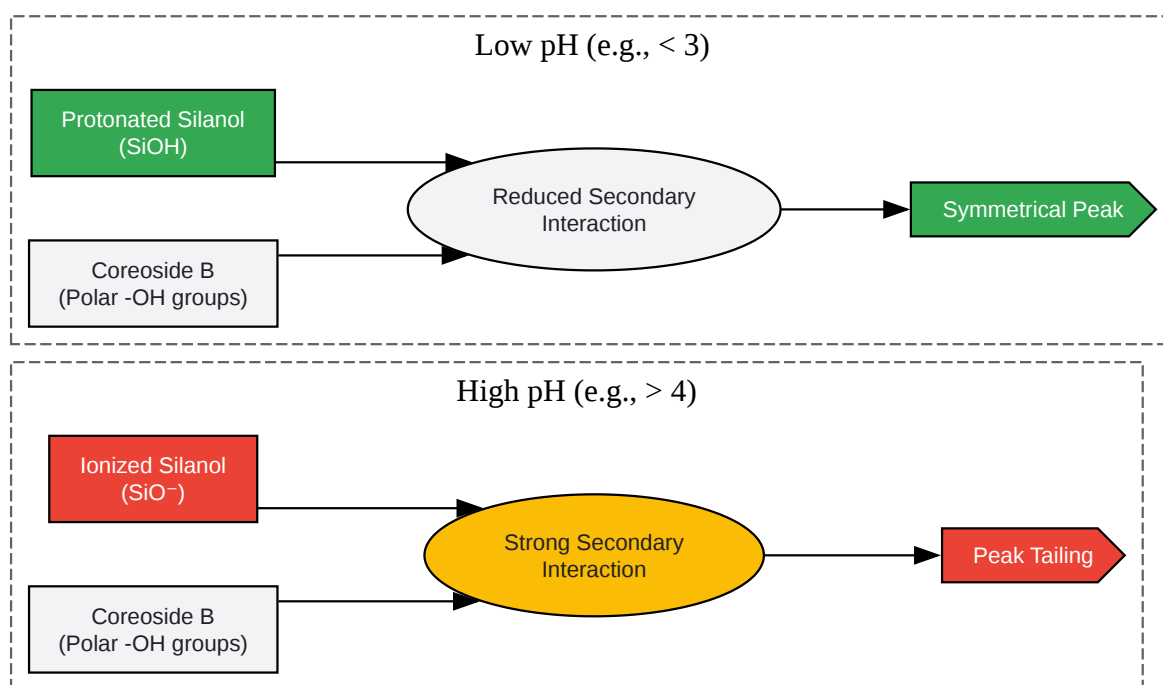 Low pH (e.g., < 3)
Protonated Silanol
(SiOH)
Reduced Secondary
Interaction
Symmetrical Peak
Coreoside B
(Polar -OH groups)
High pH (e.g., > 4)
Ionized Silanol
(SiO⁻)
Strong Secondary
Interaction
Peak Tailing
Coreoside B
(Polar -OH groups)